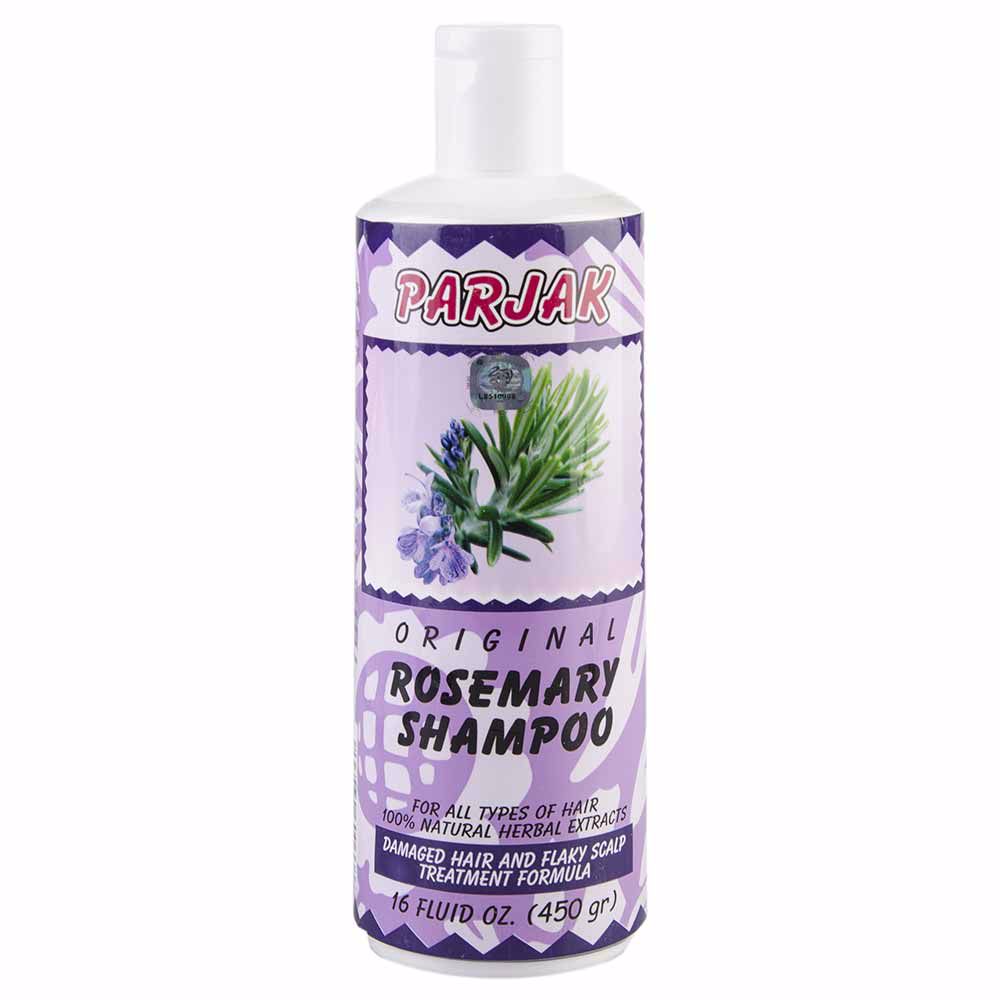 PARJAK
ORIGINAL
ROSEMARY
SHAMPOO
FOR ALL TYPES OF HAIR
100% NATURAL HERBAL EXTRACTS
DAMAGED HAIR AND FLAKY SCALP
TREATMENT FORMULA
16 FLUID OZ. (450 gr)